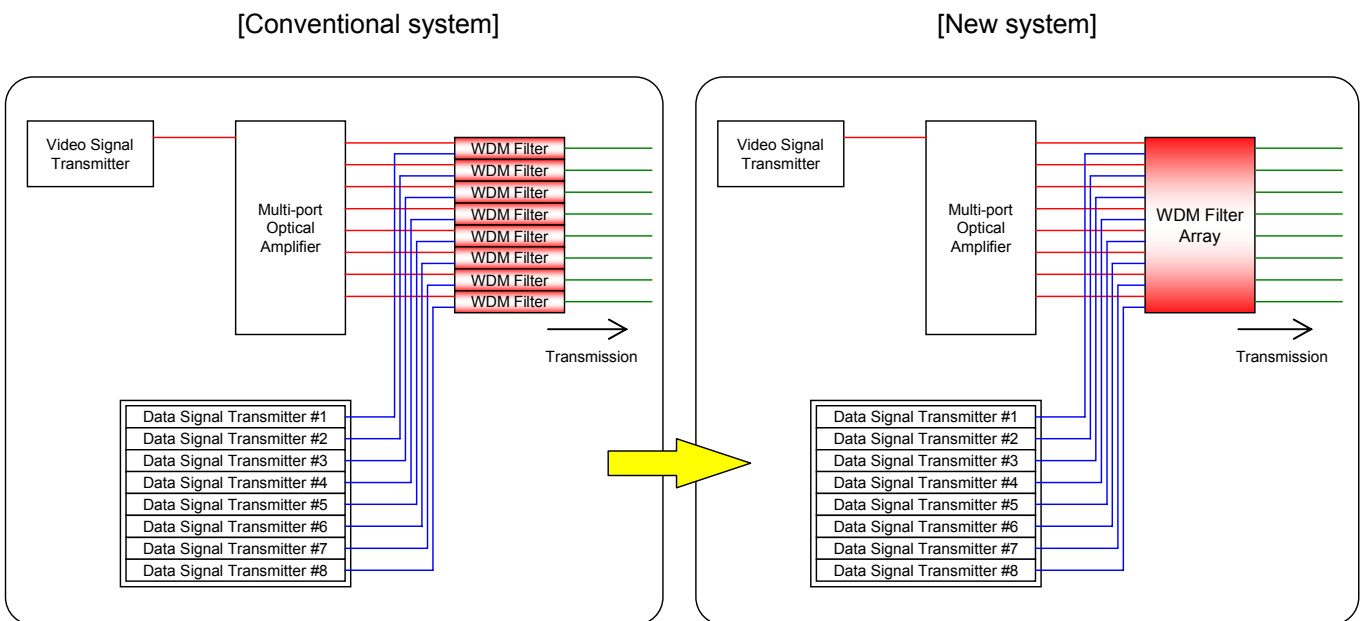 [Conventional system]
Video Signal
Transmitter
Multi-port
Optical
Amplifier
WDM Filter
WDM Filter
WDM Filter
WDM Filter
WDM Filter
WDM Filter
WDM Filter
WDM Filter
Transmission
Data Signal Transmitter #1
Data Signal Transmitter #2
Data Signal Transmitter #3
Data Signal Transmitter #4
Data Signal Transmitter #5
Data Signal Transmitter #6
Data Signal Transmitter #7
Data Signal Transmitter #8
[New system]
Video Signal
Transmitter
Multi-port
Optical
Amplifier
WDM Filter
Array
Transmission
Data Signal Transmitter #1
Data Signal Transmitter #2
Data Signal Transmitter #3
Data Signal Transmitter #4
Data Signal Transmitter #5
Data Signal Transmitter #6
Data Signal Transmitter #7
Data Signal Transmitter #8